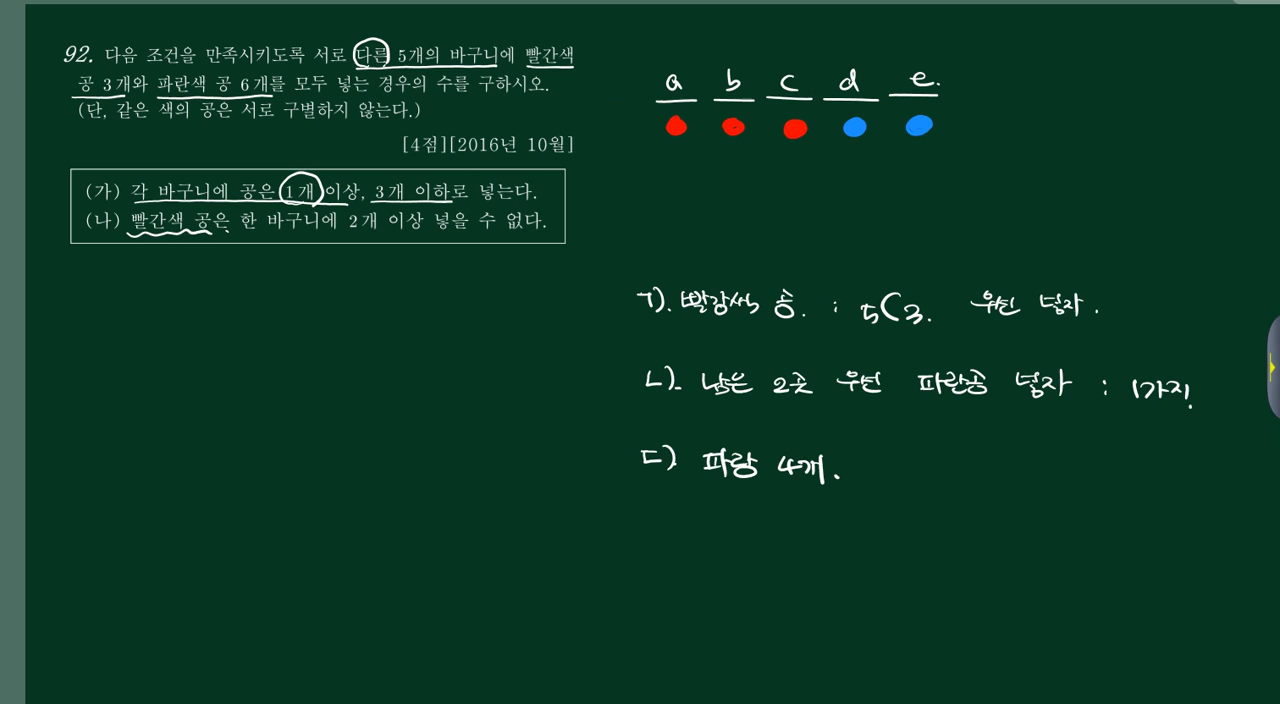 92. 다음 조건을 만족시키도록 서로 다른 5개의 바구니에 빨간색
공 3개와 파란색 공 6개를 모두 넣는 경우의 수를 구하시오.
(단, 같은 색의 공은 서로 구별하지 않는다.)
[4점][2016년 10월]
(가) 각 바구니에 공은 1개 이상, 3개 이하로 넣는다.
(나) 빨간색 공은 한 바구니에 2개 이상 넣을 수 없다.
a b c d e.
ㄱ). 빨강색 공. : 5C3. 우선 넣자.
ㄴ). 남은 2곳 우선 파란공 넣자 : 1가지.
ㄷ). 파랑 4개.